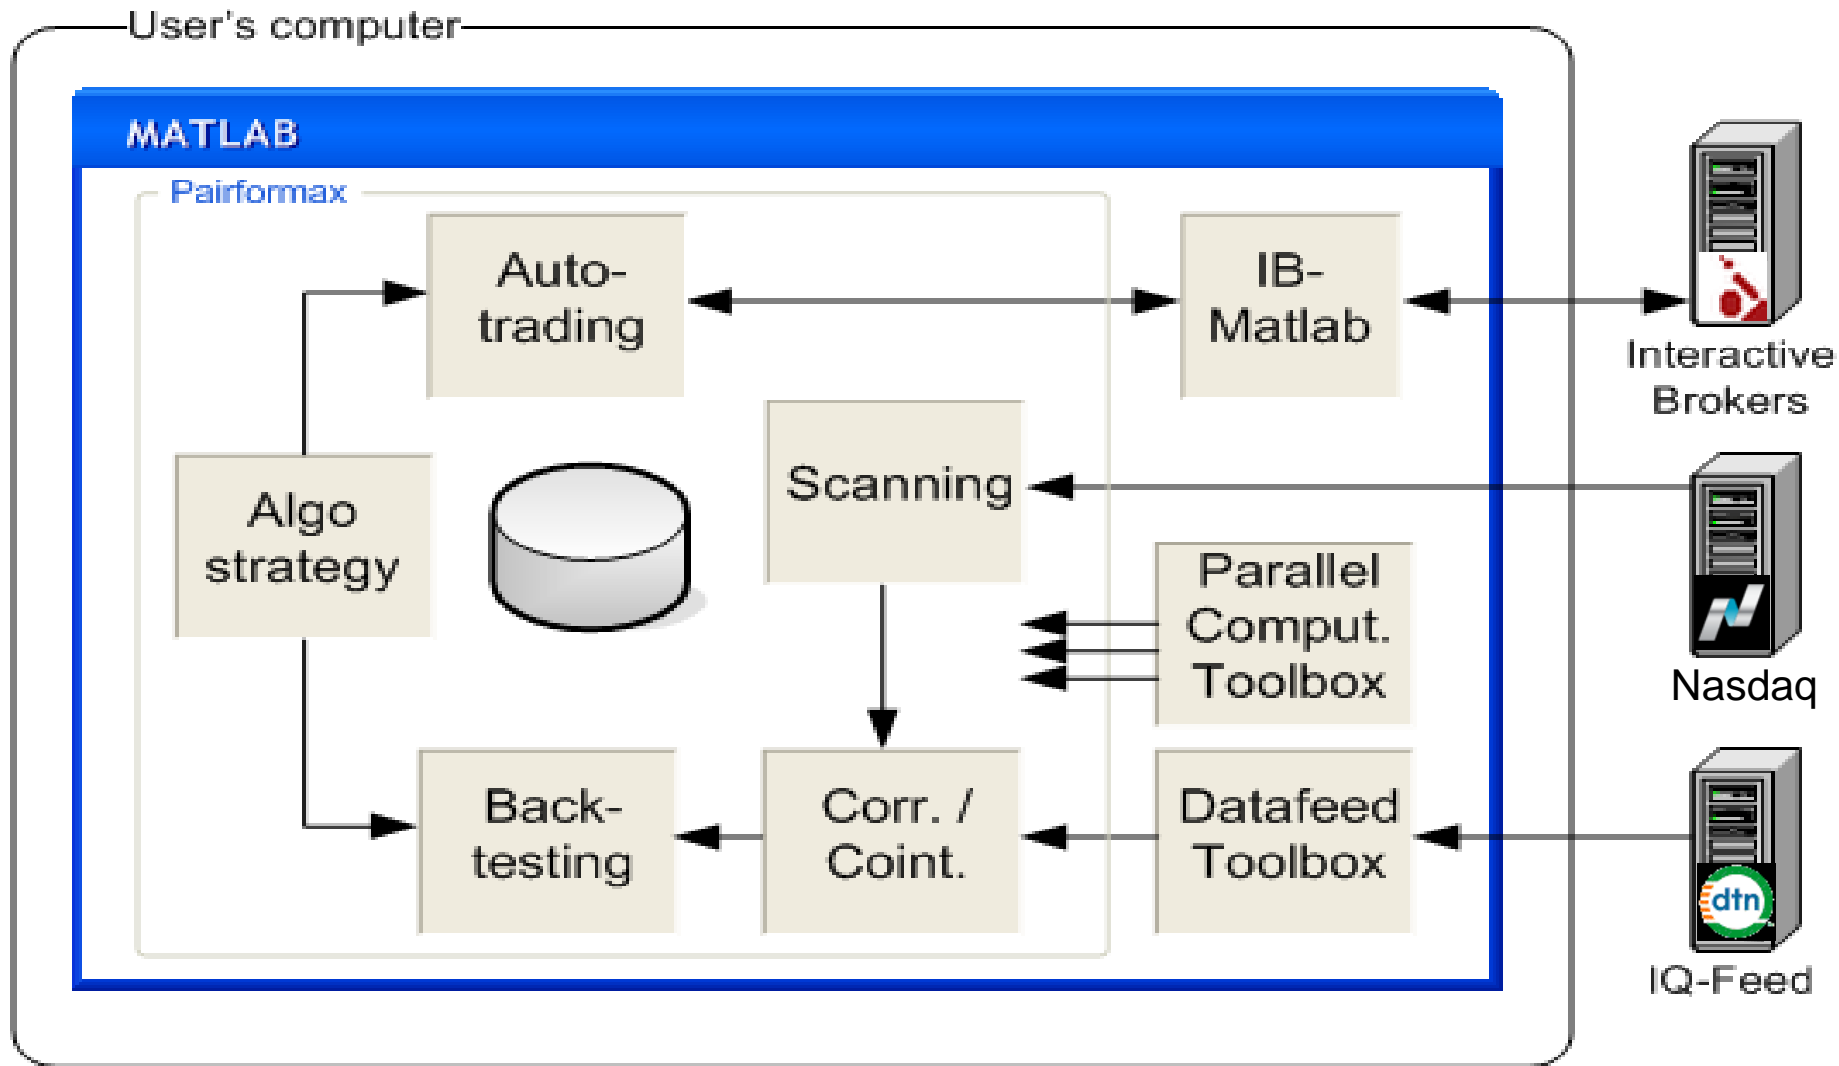 User's computer
MATLAB
Pairformax
Auto-
trading
IB-
Matlab
Interactive
Brokers
Scanning
Algo
strategy
Parallel
Comput.
Toolbox
Nasdaq
Back-
testing
Corr. /
Coint.
Datafeed
Toolbox
dtn
IQ-Feed